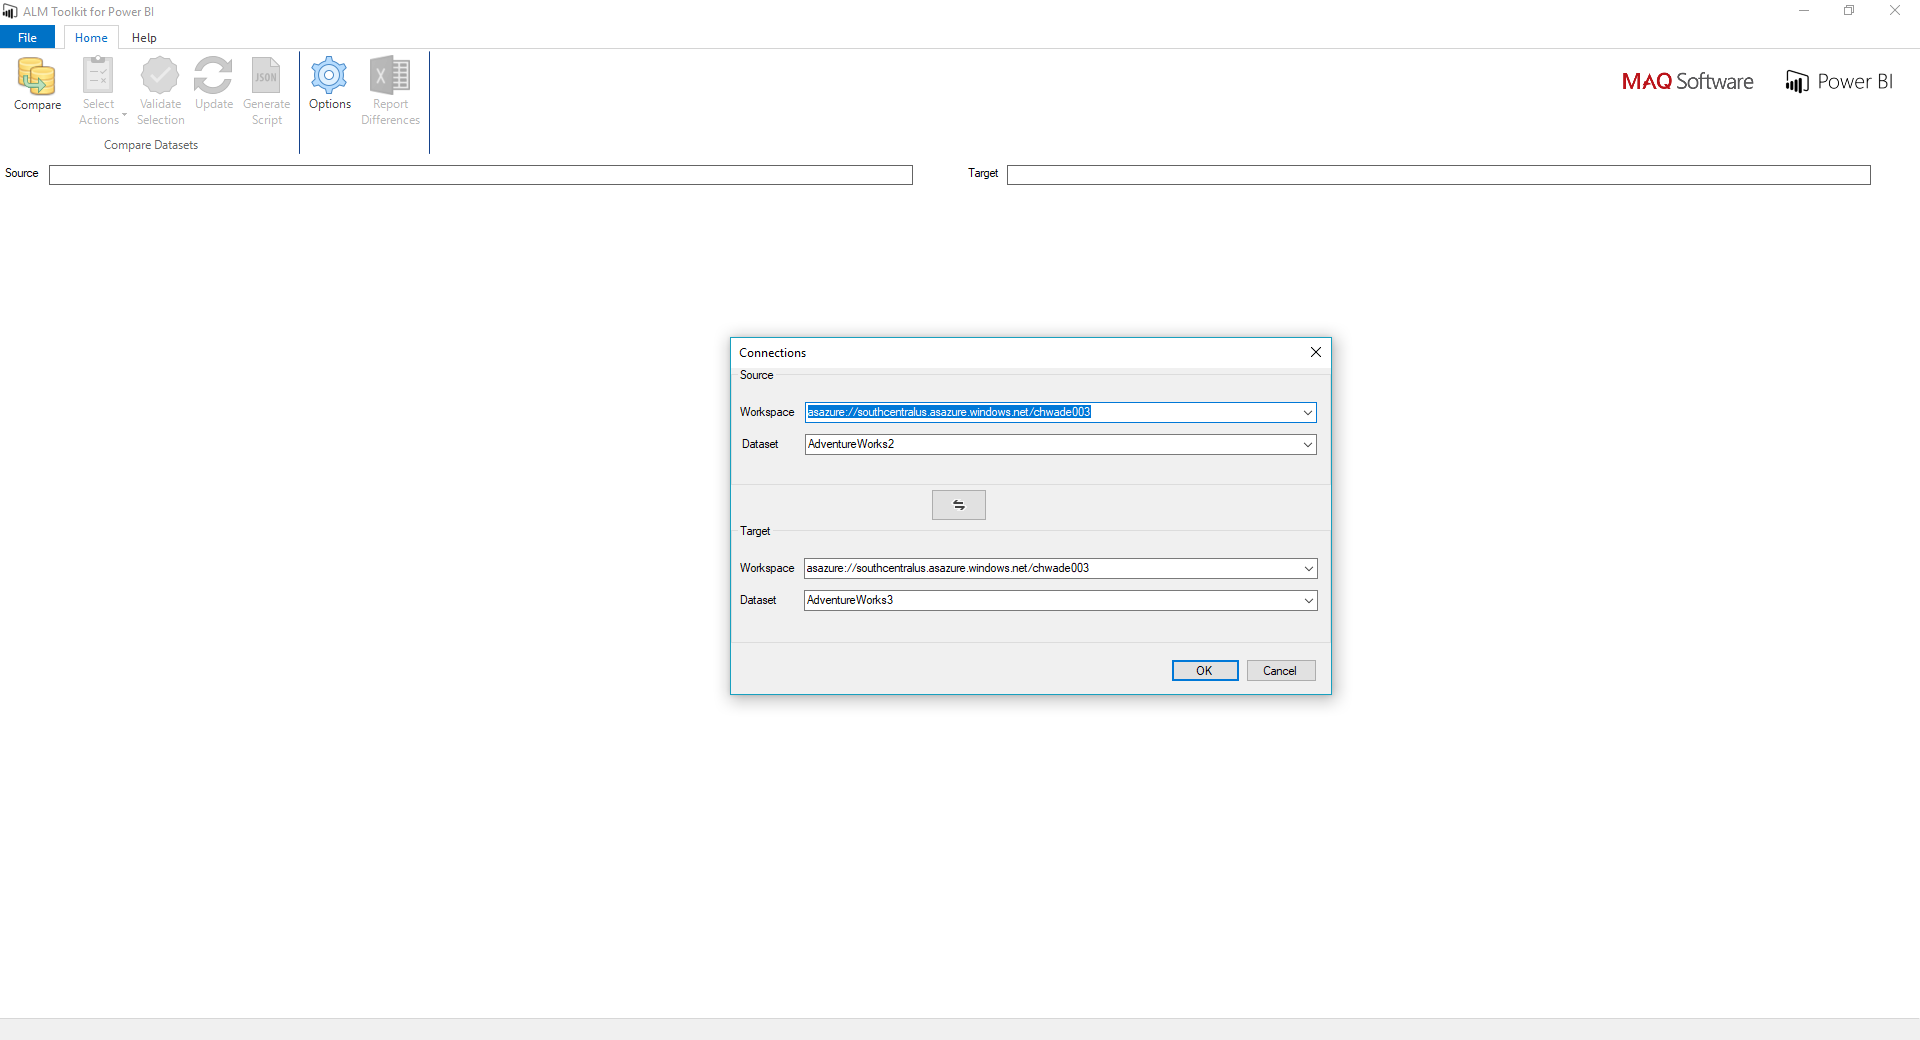 ALM Toolkit for Power BI
File Home Help
Compare
Select Actions
Validate Selection
Update
JSON
Generate Script
Options
X
Report Differences
Compare Datasets
MAQ Software
Power BI
Source
Target
Connections
Source
Workspace asazure://southcentralus.asazure.windows.net/chwade003
Dataset AdventureWorks2
Target
Workspace asazure://southcentralus.asazure.windows.net/chwade003
Dataset AdventureWorks3
OK Cancel